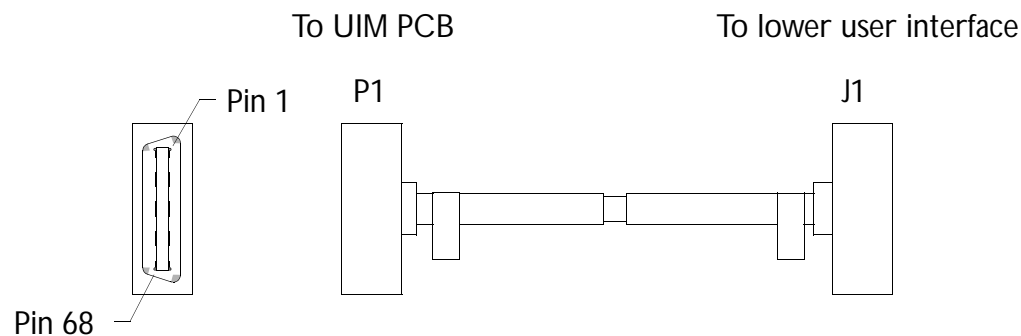 To UIM PCB
To lower user interface
Pin 1
P1
J1
Pin 68